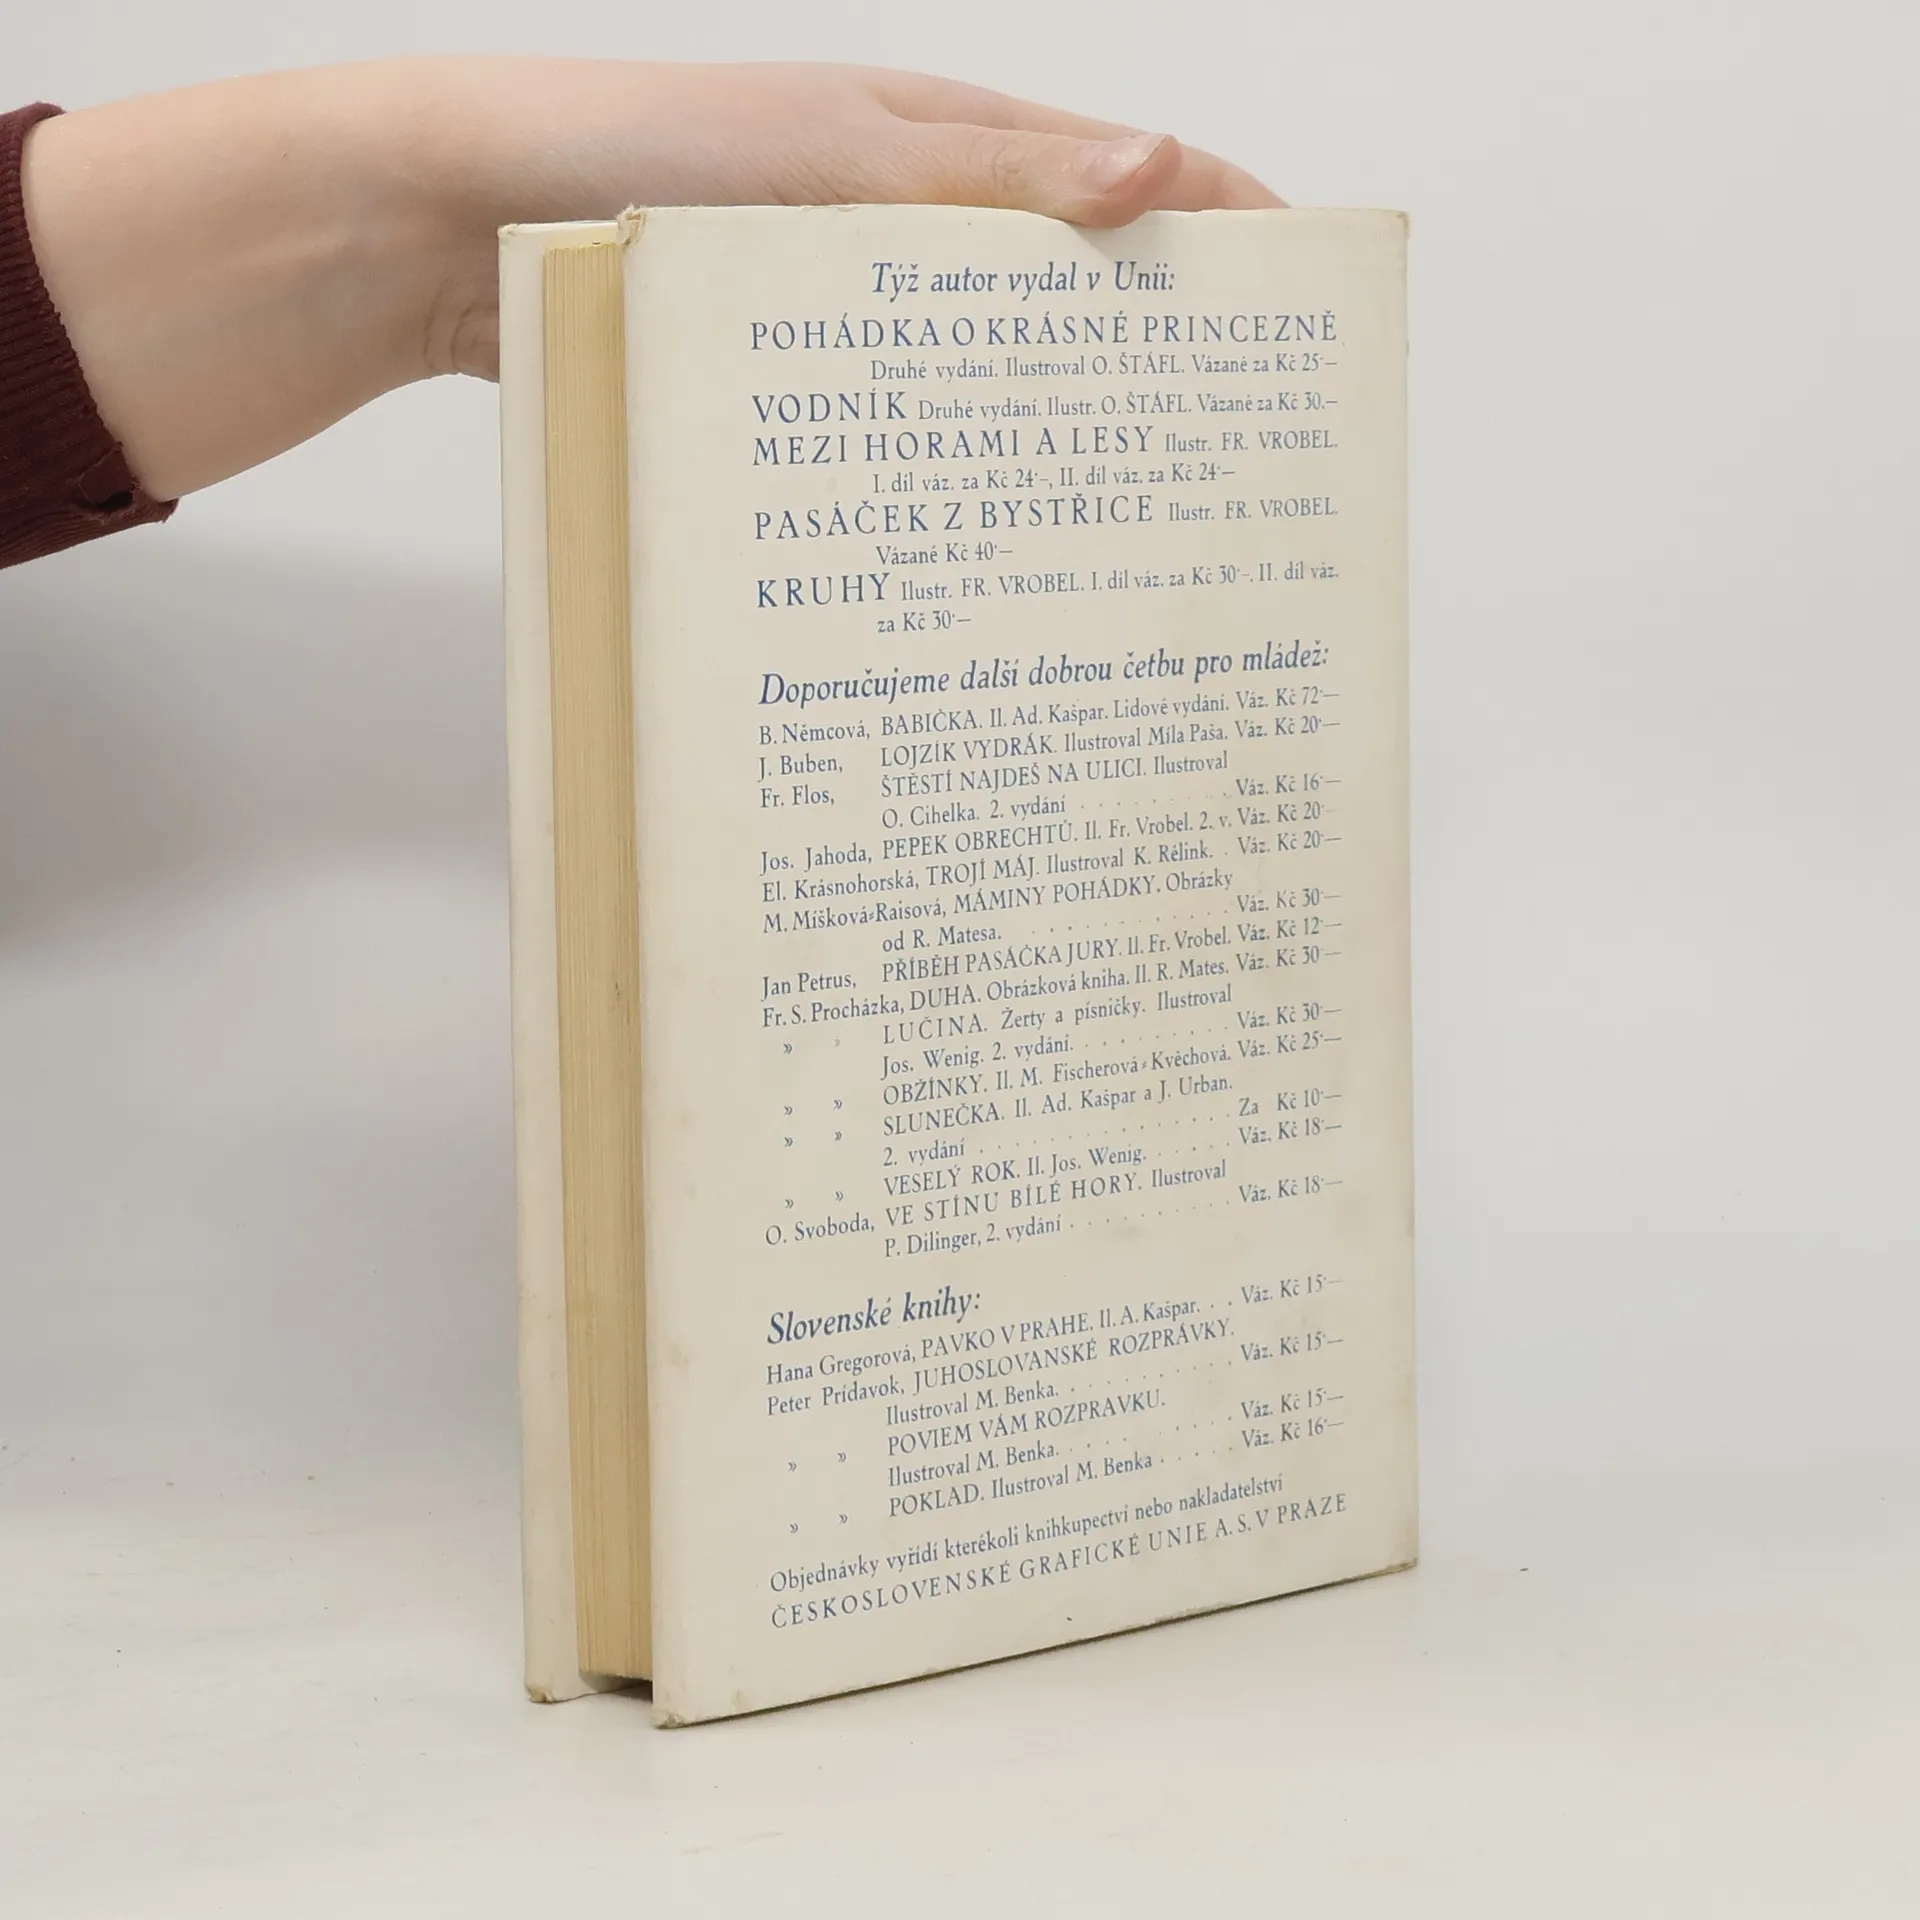 Týž autor vydal v Unii:
POHÁDKA O KRÁSNÉ PRINCEZNĚ
Druhé vydání. Ilustroval O. ŠTÁFL. Vázané za Kč 25·—
VODNÍK Druhé vydání. Ilustr. O. ŠTÁFL. Vázané za Kč 30.—
MEZI HORAMI A LESY Ilustr. FR. VROBEL.
I. díl váz. za Kč 24·–, II. díl váz. za Kč 24·—
PASÁČEK Z BYSTŘICE Ilustr. FR. VROBEL.
Vázané Kč 40·—
KRUHY Ilustr. FR. VROBEL. I. díl váz. za Kč 30·–. II. díl váz.
za Kč 30·—
Doporučujeme další dobrou četbu pro mládež:
B. Němcová, BABIČKA. Il. Ad. Kašpar. Lidové vydání. Váz. Kč 72·—
J. Buben, LOJZÍK VYDRÁK. Ilustroval Míla Paša. Váz. Kč 20·—
Fr. Flos, ŠTĚSTÍ NAJDEŠ NA ULICI. Ilustroval
O. Cihelka. 2. vydání . . . . . . . . Váz. Kč 16·—
Jos. Jahoda, PEPEK OBRECHTŮ. Il. Fr. Vrobel. 2. v. Váz. Kč 20·—
El. Krásnohorská, TROJÍ MÁJ. Ilustroval K. Rélink. . Váz. Kč 20·—
M. Míšková-Raisová, MÁMINY POHÁDKY. Obrázky
od R. Matesa. . . . . . . . . . . . Váz. Kč 30·—
Jan Petrus, PŘÍBĚH PASÁČKA JURY. Il. Fr. Vrobel. Váz. Kč 12·—
Fr. S. Procházka, DUHA. Obrázková kniha. Il. R. Mates. Váz. Kč 30·—
» » LUČINA. Žerty a písničky. Ilustroval
Jos. Wenig. 2. vydání. . . . . . . . . Váz. Kč 30·—
» » OBŽÍNKY. Il. M. Fischerová-Kvěchová. Váz. Kč 25·—
» » SLUNEČKA. Il. Ad. Kašpar a J. Urban.
2. vydání . . . . . . . . . . . . . . Za Kč 10·—
» » VESELÝ ROK. Il. Jos. Wenig. . . . . . Váz. Kč 18·—
O. Svoboda, VE STÍNU BÍLÉ HORY. Ilustroval
P. Dilinger, 2. vydání . . . . . . . . . Váz. Kč 18·—
Slovenské knihy:
Hana Gregorová, PAVKO V PRAHE. Il. A. Kašpar. . . Váz. Kč 15·—
Peter Prídavok, JUHOSLOVANSKÉ ROZPRÁVKY.
Ilustroval M. Benka. . . . . . . . . . Váz. Kč 15·—
» » POVIEM VÁM ROZPRAVKU.
Ilustroval M. Benka. . . . . . . . . . Váz. Kč 15·—
» » POKLAD. Ilustroval M. Benka . . . . . Váz. Kč 16·—
Objednávky vyřídí kterékoli knihkupectví nebo nakladatelství
ČESKOSLOVENSKÉ GRAFICKÉ UNIE A. S. V PRAZE